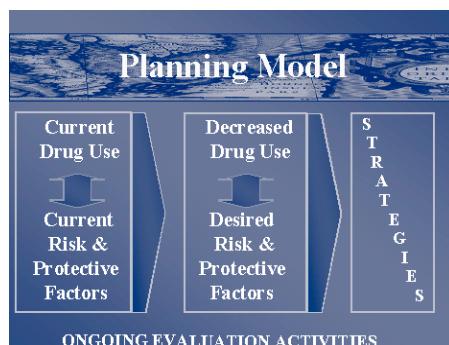 Planning Model
Current
Drug Use
Current
Risk &
Protective
Factors
Decreased
Drug Use
Desired
Risk &
Protective
Factors
STRATEGIES
ONGOING EVALUATION ACTIVITIES